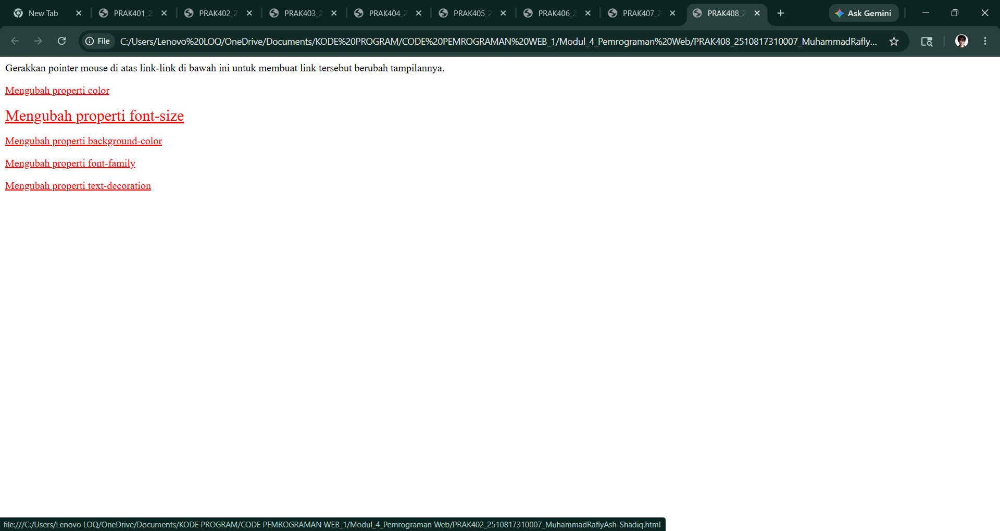 New Tab PRAK401_2 PRAK402_2 PRAK403_2 PRAK404_2 PRAK405_2 PRAK406_2 PRAK407_2 PRAK408_2 Ask Gemini
File C:/Users/Lenovo%20LOQ/OneDrive/Documents/KODE%20PROGRAM/CODE%20PEMROGRAMAN%20WEB_1/Modul_4_Pemrograman%20Web/PRAK408_2510817310007_MuhammadRafly...
Gerakkan pointer mouse di atas link-link di bawah ini untuk membuat link tersebut berubah tampilannya.
Mengubah properti color
Mengubah properti font-size
Mengubah properti background-color
Mengubah properti font-family
Mengubah properti text-decoration
file:///C:/Users/Lenovo LOQ/OneDrive/Documents/KODE PROGRAM/CODE PEMROGRAMAN WEB_1/Modul_4_Pemrograman Web/PRAK402_2510817310007_MuhammadRaflyAsh-Shadiq.html